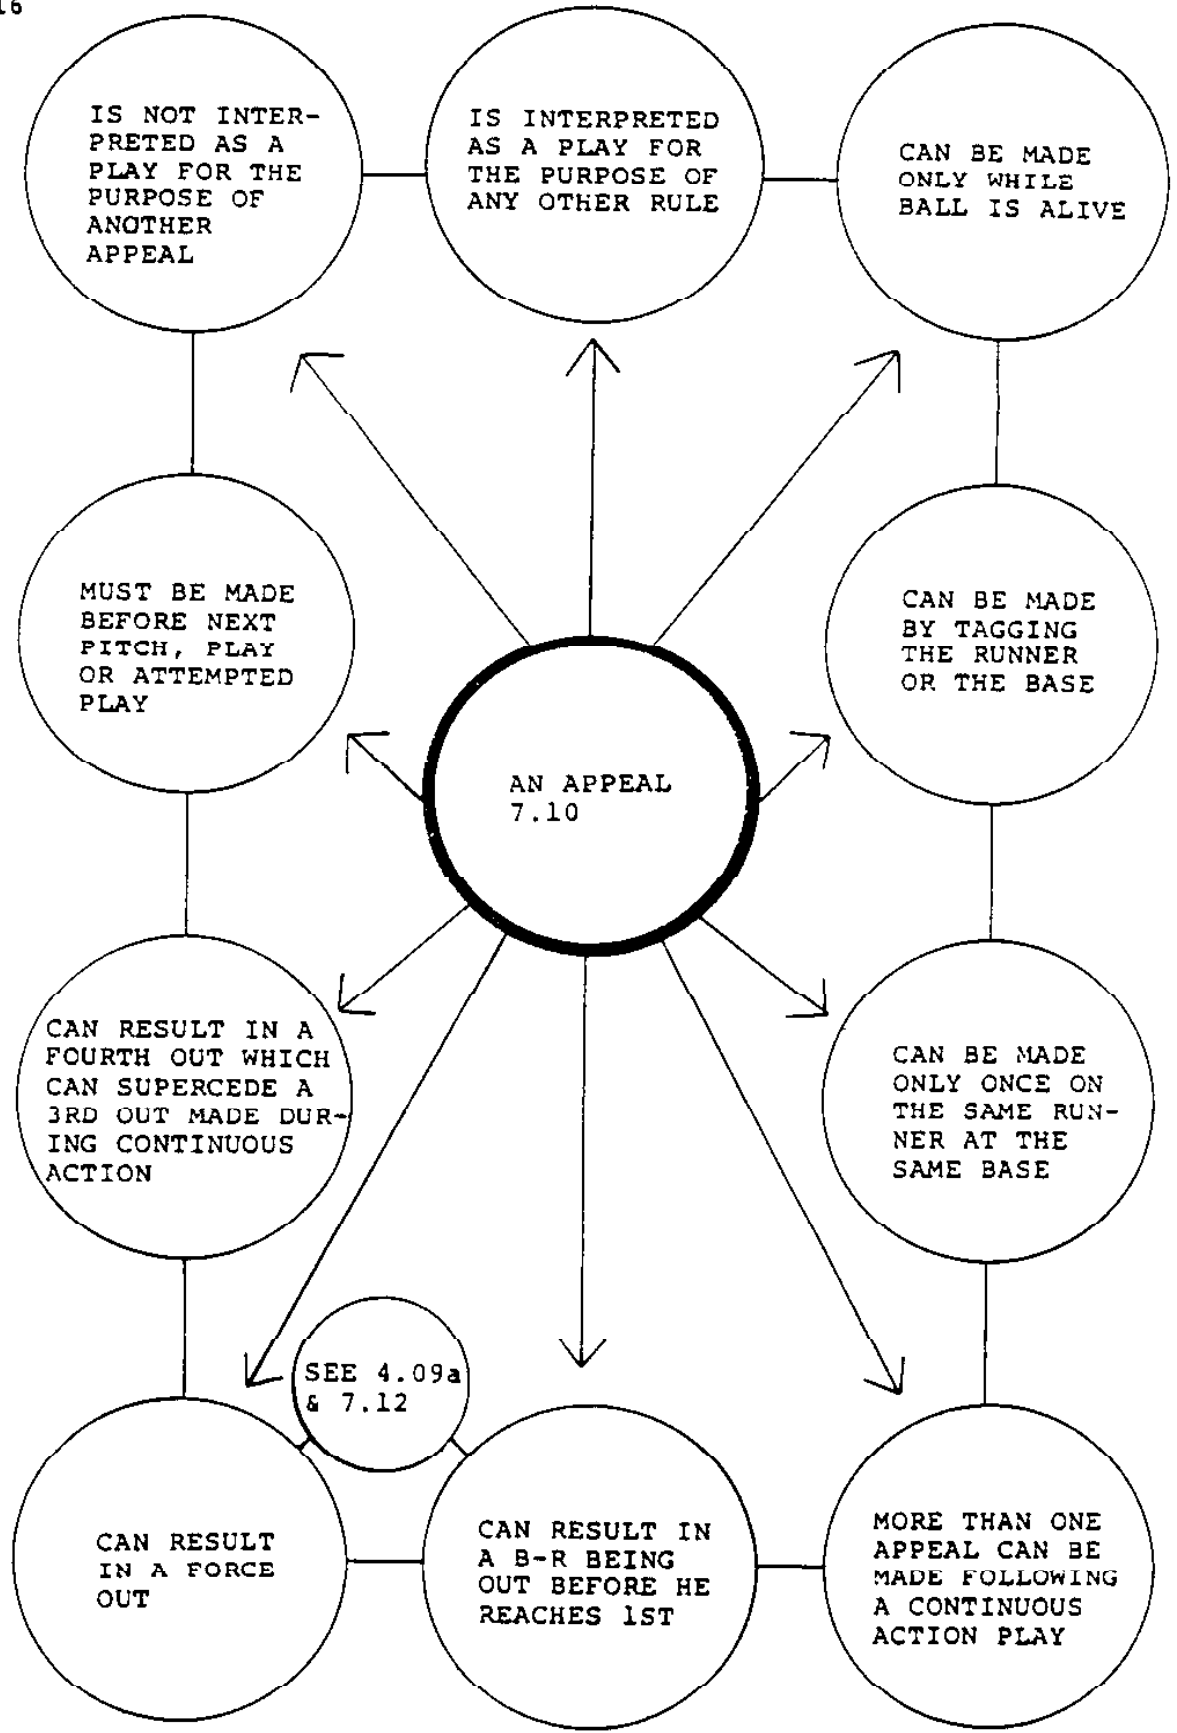 16
IS NOT INTER-
PRETED AS A
PLAY FOR THE
PURPOSE OF
ANOTHER
APPEAL
IS INTERPRETED
AS A PLAY FOR
THE PURPOSE OF
ANY OTHER RULE
CAN BE MADE
ONLY WHILE
BALL IS ALIVE
MUST BE MADE
BEFORE NEXT
PITCH, PLAY
OR ATTEMPTED
PLAY
CAN BE MADE
BY TAGGING
THE RUNNER
OR THE BASE
AN APPEAL
7.10
CAN RESULT IN A
FOURTH OUT WHICH
CAN SUPERCEDE A
3RD OUT MADE DUR-
ING CONTINUOUS
ACTION
CAN BE MADE
ONLY ONCE ON
THE SAME RUN-
NER AT THE
SAME BASE
SEE 4.09a
& 7.12
CAN RESULT
IN A FORCE
OUT
CAN RESULT IN
A B-R BEING
OUT BEFORE HE
REACHES 1ST
MORE THAN ONE
APPEAL CAN BE
MADE FOLLOWING
A CONTINUOUS
ACTION PLAY